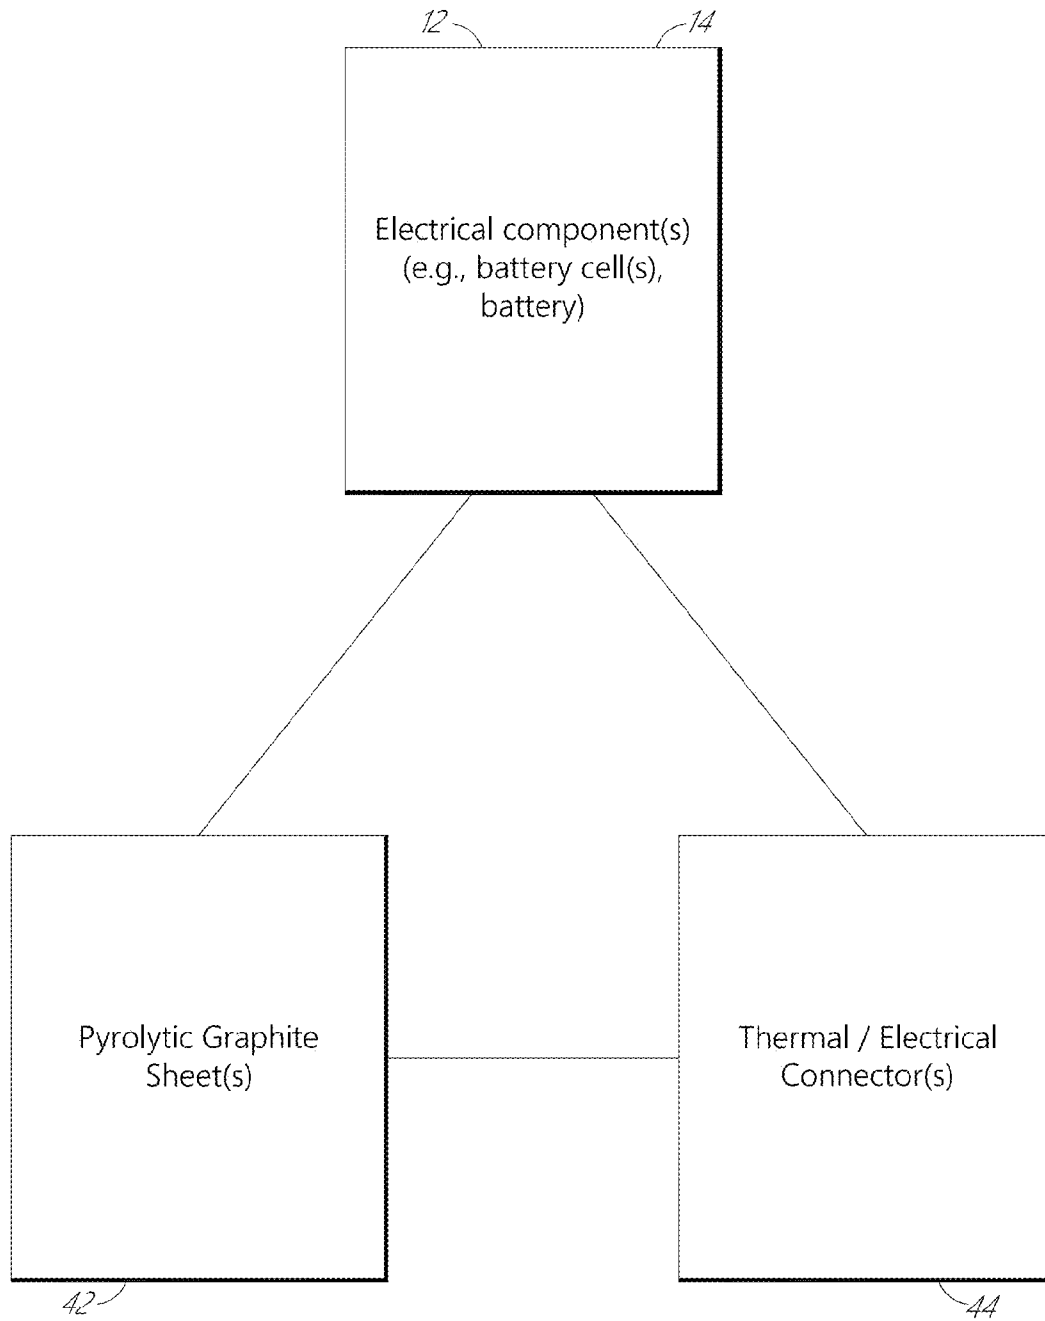 12 14
Electrical component(s)
(e.g., battery cell(s),
battery)
Pyrolytic Graphite
Sheet(s)
Thermal / Electrical
Connector(s)
42 44